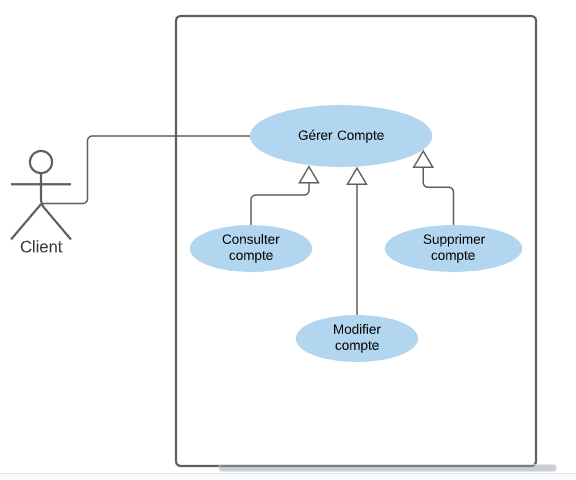 Gérer Compte
Client
Consulter
compte
Supprimer
compte
Modifier
compte